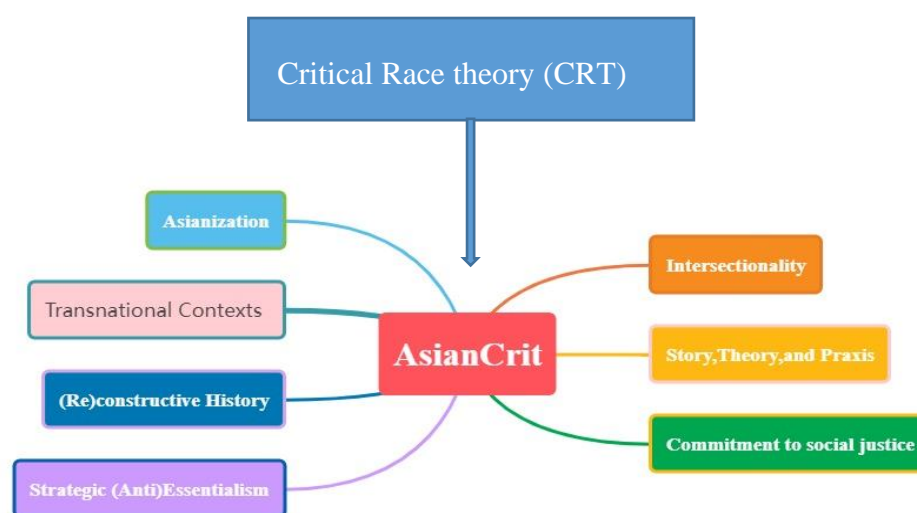 Critical Race theory (CRT)
Asianization
Transnational Contexts
(Re)constructive History
Strategic (Anti)Essentialism
AsianCrit
Intersectionality
Story,Theory,and Praxis
Commitment to social justice